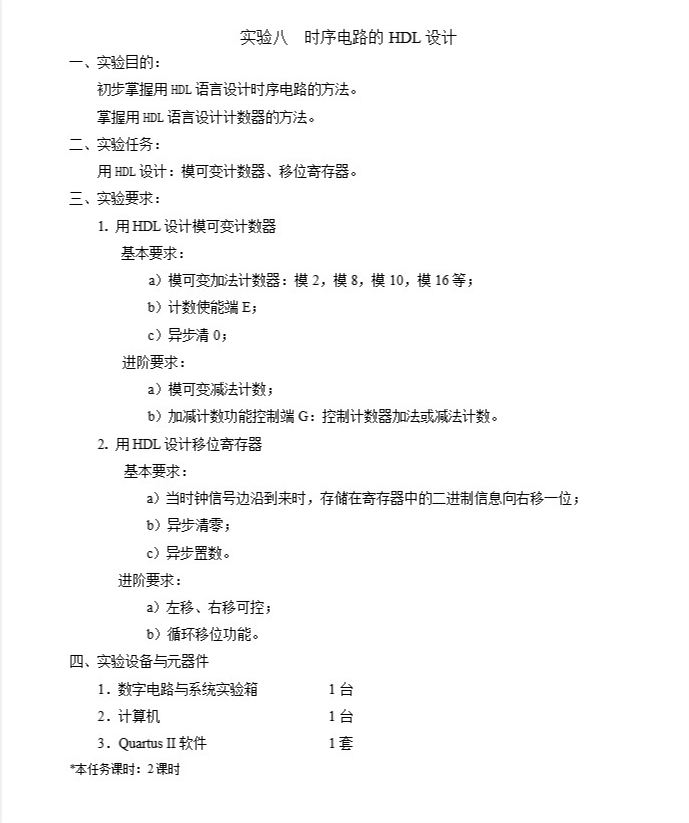 实验八 时序电路的 HDL 设计
一、实验目的：
初步掌握用 HDL 语言设计时序电路的方法。
掌握用 HDL 语言设计计数器的方法。
二、实验任务：
用 HDL 设计：模可变计数器、移位寄存器。
三、实验要求：
1. 用 HDL 设计模可变计数器
基本要求：
a）模可变加法计数器：模 2，模 8，模 10，模 16 等；
b）计数使能端 E；
c）异步清 0；
进阶要求：
a）模可变减法计数；
b）加减计数功能控制端 G：控制计数器加法或减法计数。
2. 用 HDL 设计移位寄存器
基本要求：
a）当时钟信号边沿到来时，存储在寄存器中的二进制信息向右移一位；
b）异步清零；
c）异步置数。
进阶要求：
a）左移、右移可控；
b）循环移位功能。
四、实验设备与元器件
1．数字电路与系统实验箱 1 台
2．计算机 1 台
3．Quartus II 软件 1 套
*本任务课时：2 课时